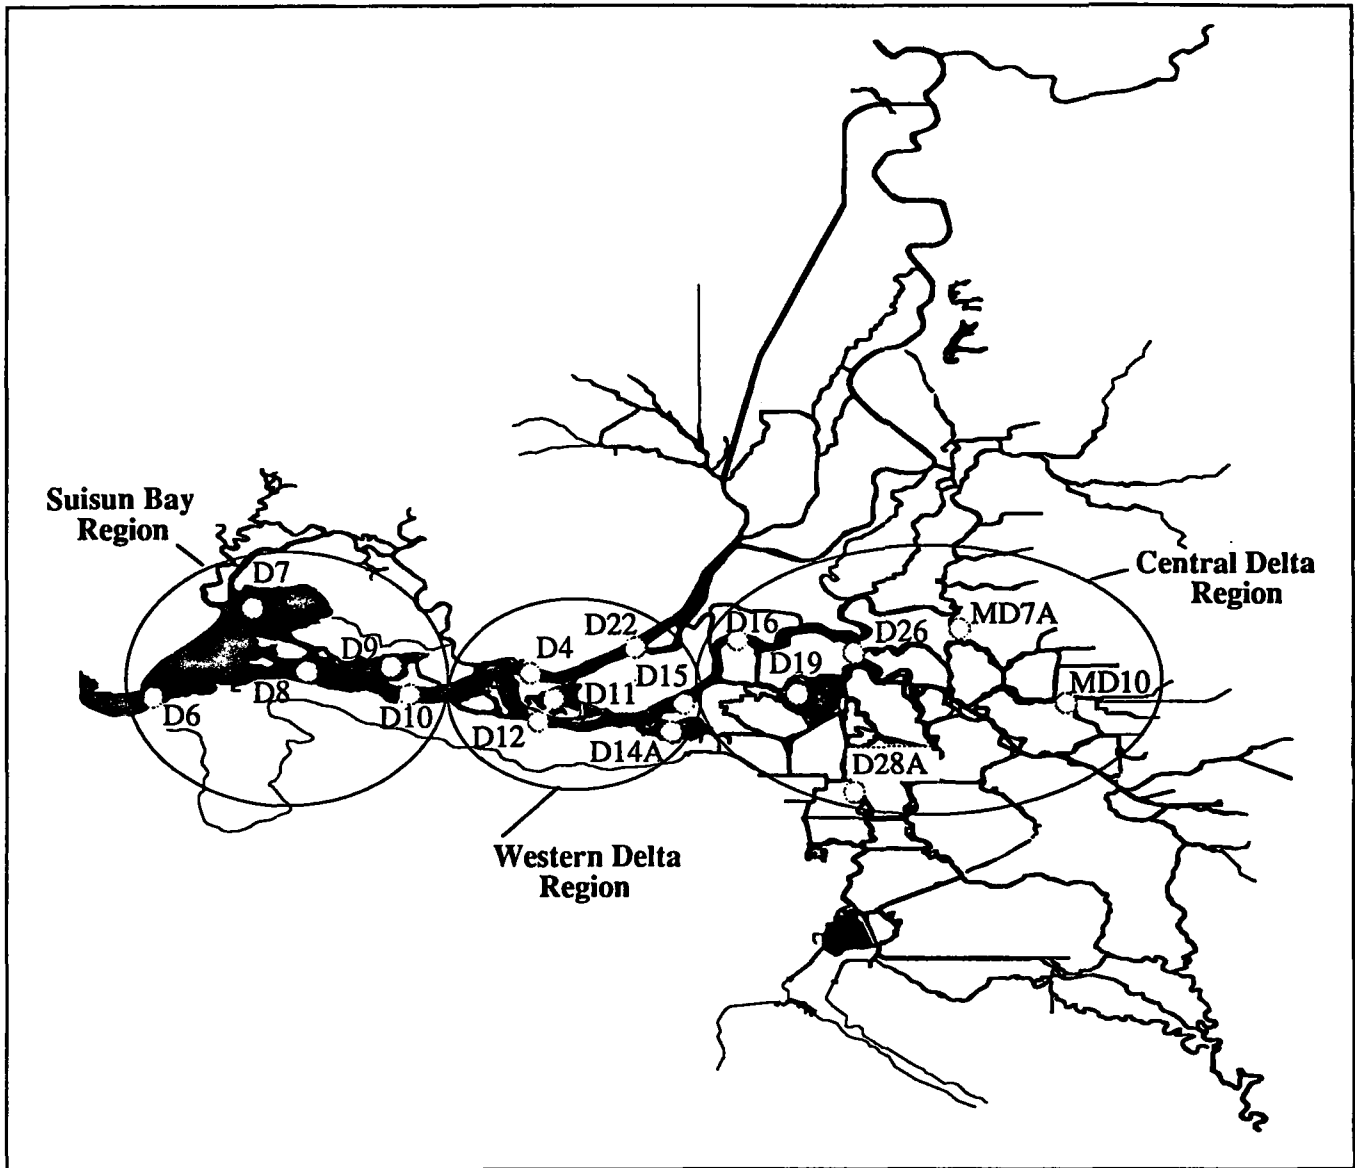 Suisun Bay
Region
Central Delta
Region
D7
D22
D16
D26
MD7A
D9
D4
D15
D19
D8
D11
MD10
D6
D10
D12
D14A
D28A
Western Delta
Region